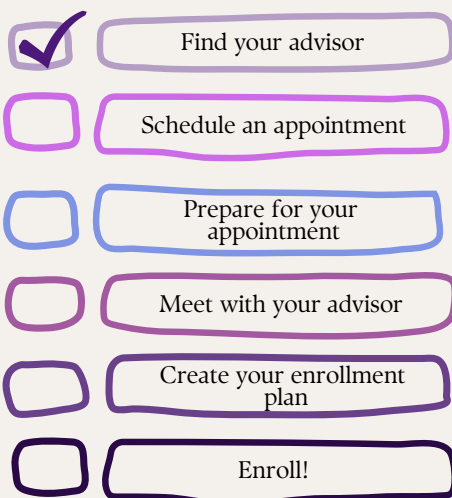 Find your advisor
Schedule an appointment
Prepare for your
appointment
Meet with your advisor
Create your enrollment
plan
Enroll!